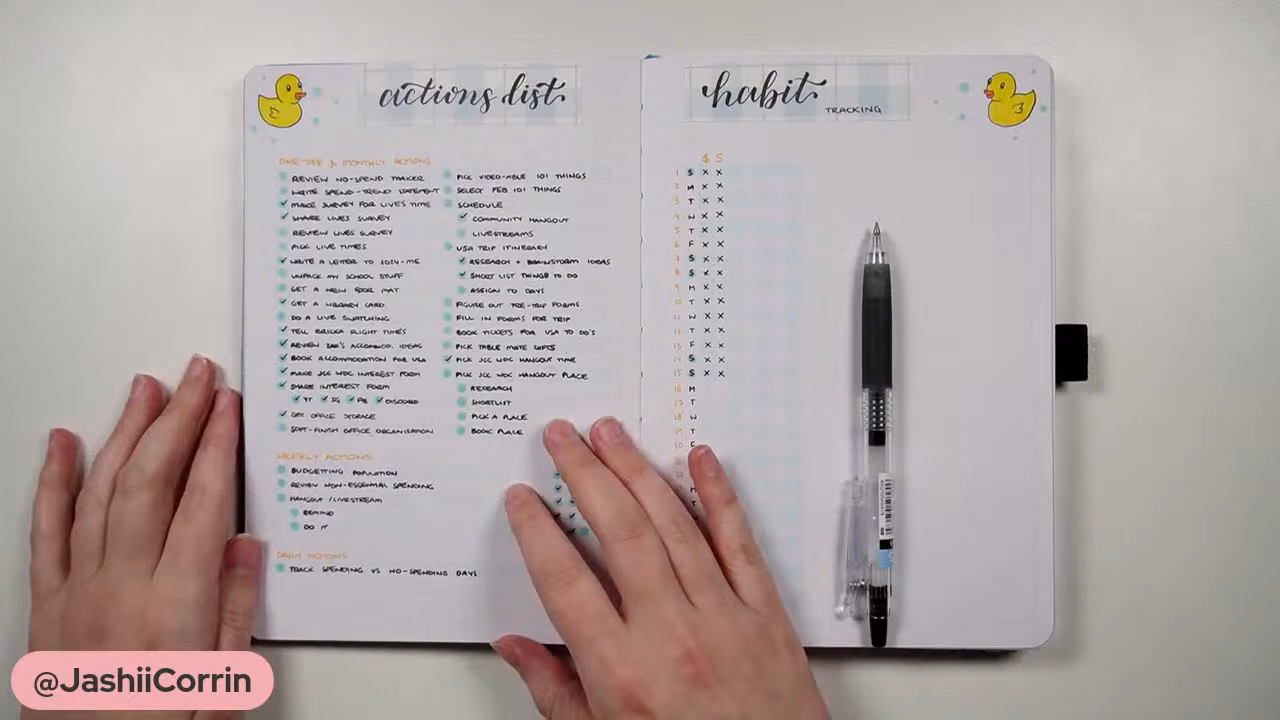 actions list.
ONE-OFF & MONTHLY ACTIONS
REVIEW NO-SPEND TRAKER
WRITE SPEND-TREND STATEMENT
MAKE SURVEY FOR LIVES TIME
SHARE LIVES SURVEY
REVIEW LIVES SURVEY
PICK LIVE TIMES
WRITE A LETTER TO 2024-ME
UNPACK MY SCHOOL STUFF
GET A NEW FOOR MAT
GET A LIBRARY CARD
DO A LIVE SWATCHING
TELL ERICKA FLIGHT TIMES
REVIEW ZAK'S ACCOMMOD. IDEAS
BOOK ACCOMMODATION FOR USA
MAKE JCC WDC INTEREST FORM
SHARE INTEREST FORM
YT IG FB DISCORD
GET OFFICE STORAGE
SOFT-FINISH OFFICE ORGANISATION
PICK VIDEO-ABLE 101 THINGS
SELECT FEB 101 THINGS
SCHEDULE
COMMUNITY HANGOUT
LIVESTREAMS
USA TRIP ITINERARY
RESEARCH + BRAINSTORM IDEAS
SHORT LIST THINGS TO DO
ASSIGN TO DAYS
FIGURE OUT PRE-TRIP FORMS
FILL IN FORMS FOR TRIP
BOOK TICKETS FOR USA TO DO'S
PICK TABLE MATE GIFTS
PICK JCC WDC HANGOUT TIME
PICK JCC WDC HANGOUT PLACE
RESEARCH
SHORTLIST
PICK A PLACE
BOOK PLACE
WEEKLY ACTIONS
BUDGETTING POPULATION
REVIEW NON-ESSENTIAL SPENDING
HANGOUT/LIVESTREAM
REMIND
DO IT
DAILY ACTIONS
TRACK SPENDING VS NO-SPENDING DAYS
habit
TRACKING
$ S
1 S X X
2 M X X
3 T X X
4 W X X
5 T X X
6 F X X
7 S X X
8 S X X
9 M X X
10 T X X
11 W X X
12 T X X
13 F X X
14 S X X
15 S X X
16 M
17 T
18 W
19 T
20 F
M
T
@JashiiCorrin